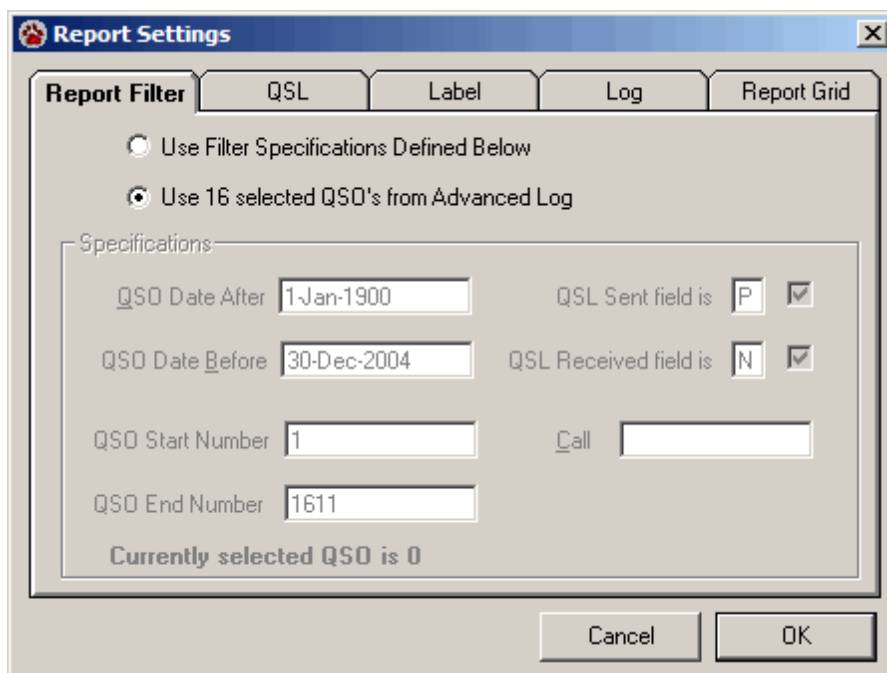 Report Settings
Report Filter QSL Label Log Report Grid
Use Filter Specifications Defined Below
Use 16 selected QSO's from Advanced Log
Specifications
QSO Date After 1-Jan-1900 QSL Sent field is P
QSO Date Before 30-Dec-2004 QSL Received field is N
QSO Start Number 1 Call
QSO End Number 1611
Currently selected QSO is 0
Cancel OK